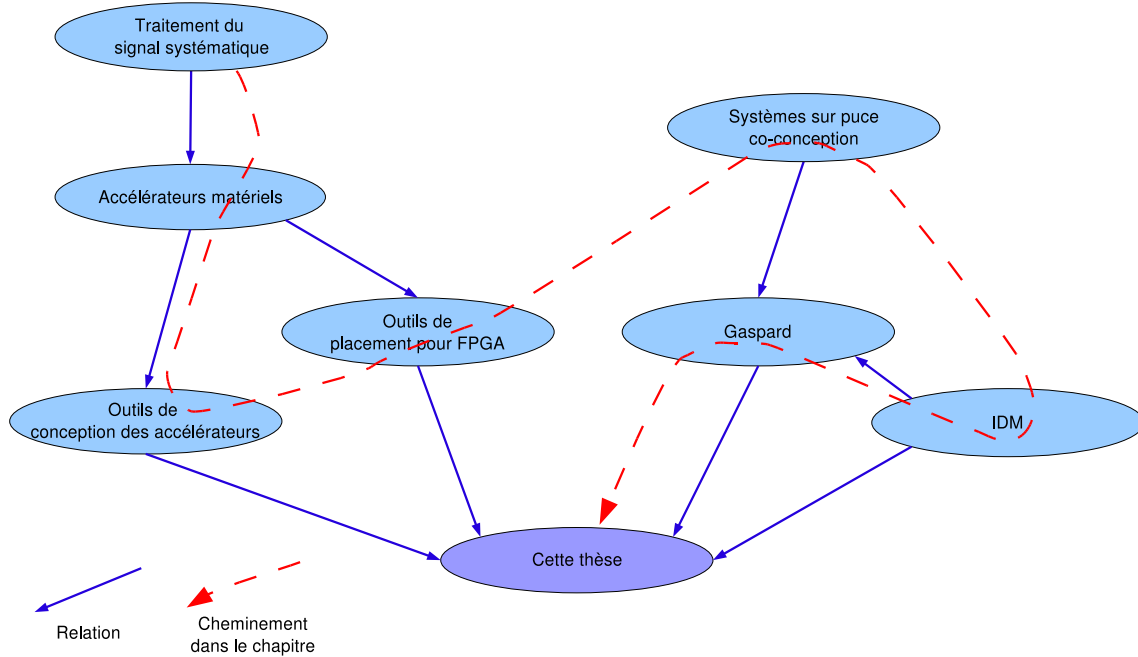 Traitement du
signal systématique
Systèmes sur puce
co-conception
Accélérateurs matériels
Outils de
placement pour FPGA
Gaspard
Outils de
conception des accélérateurs
IDM
Cette thèse
Relation
Cheminement
dans le chapitre